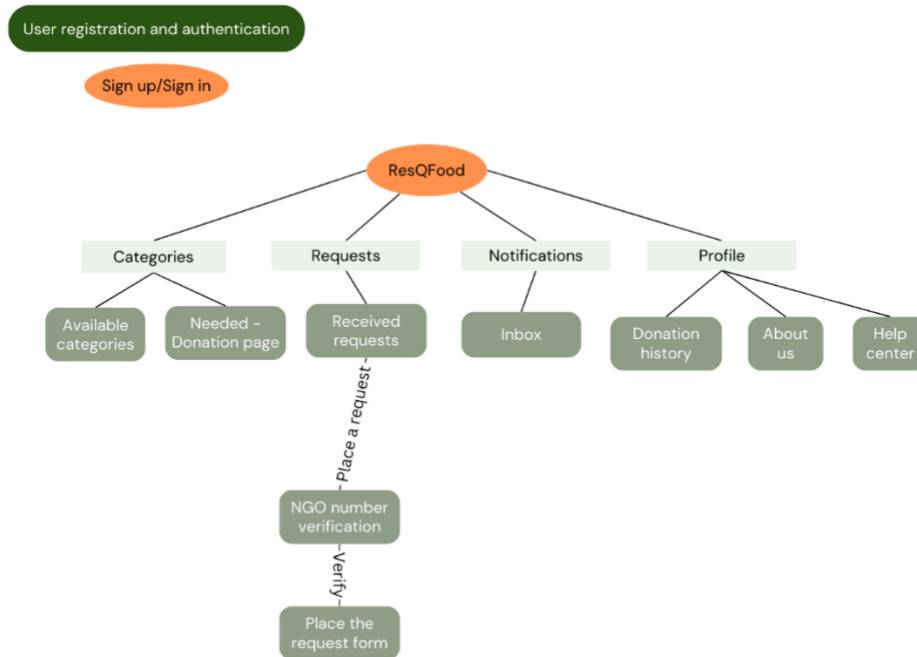 User registration and authentication
Sign up/Sign in
ResQFood
Categories
Requests
Notifications
Profile
Available
categories
Needed -
Donation page
Received
requests
Inbox
Donation
history
About
us
Help
center
Place a request
NGO number
verification
Verify
Place the
request form